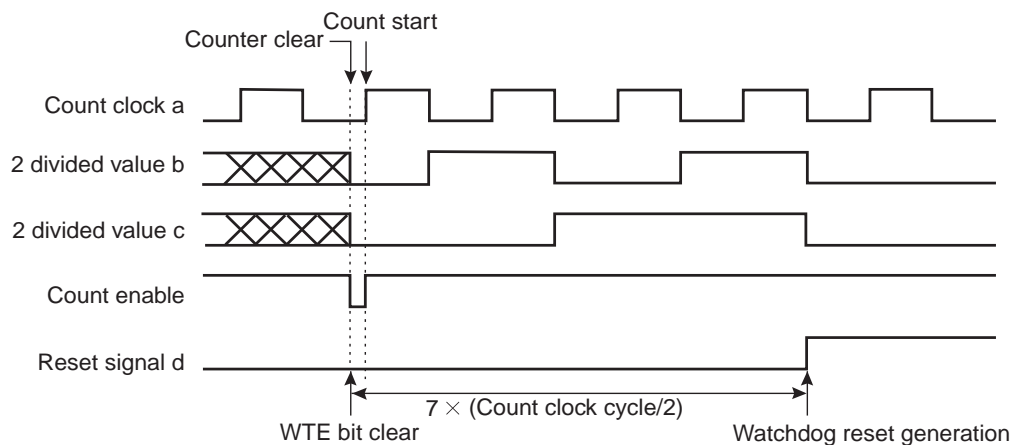 Count start
Counter clear
Count clock a
2 divided value b
2 divided value c
Count enable
Reset signal d
7 × (Count clock cycle/2)
WTE bit clear
Watchdog reset generation